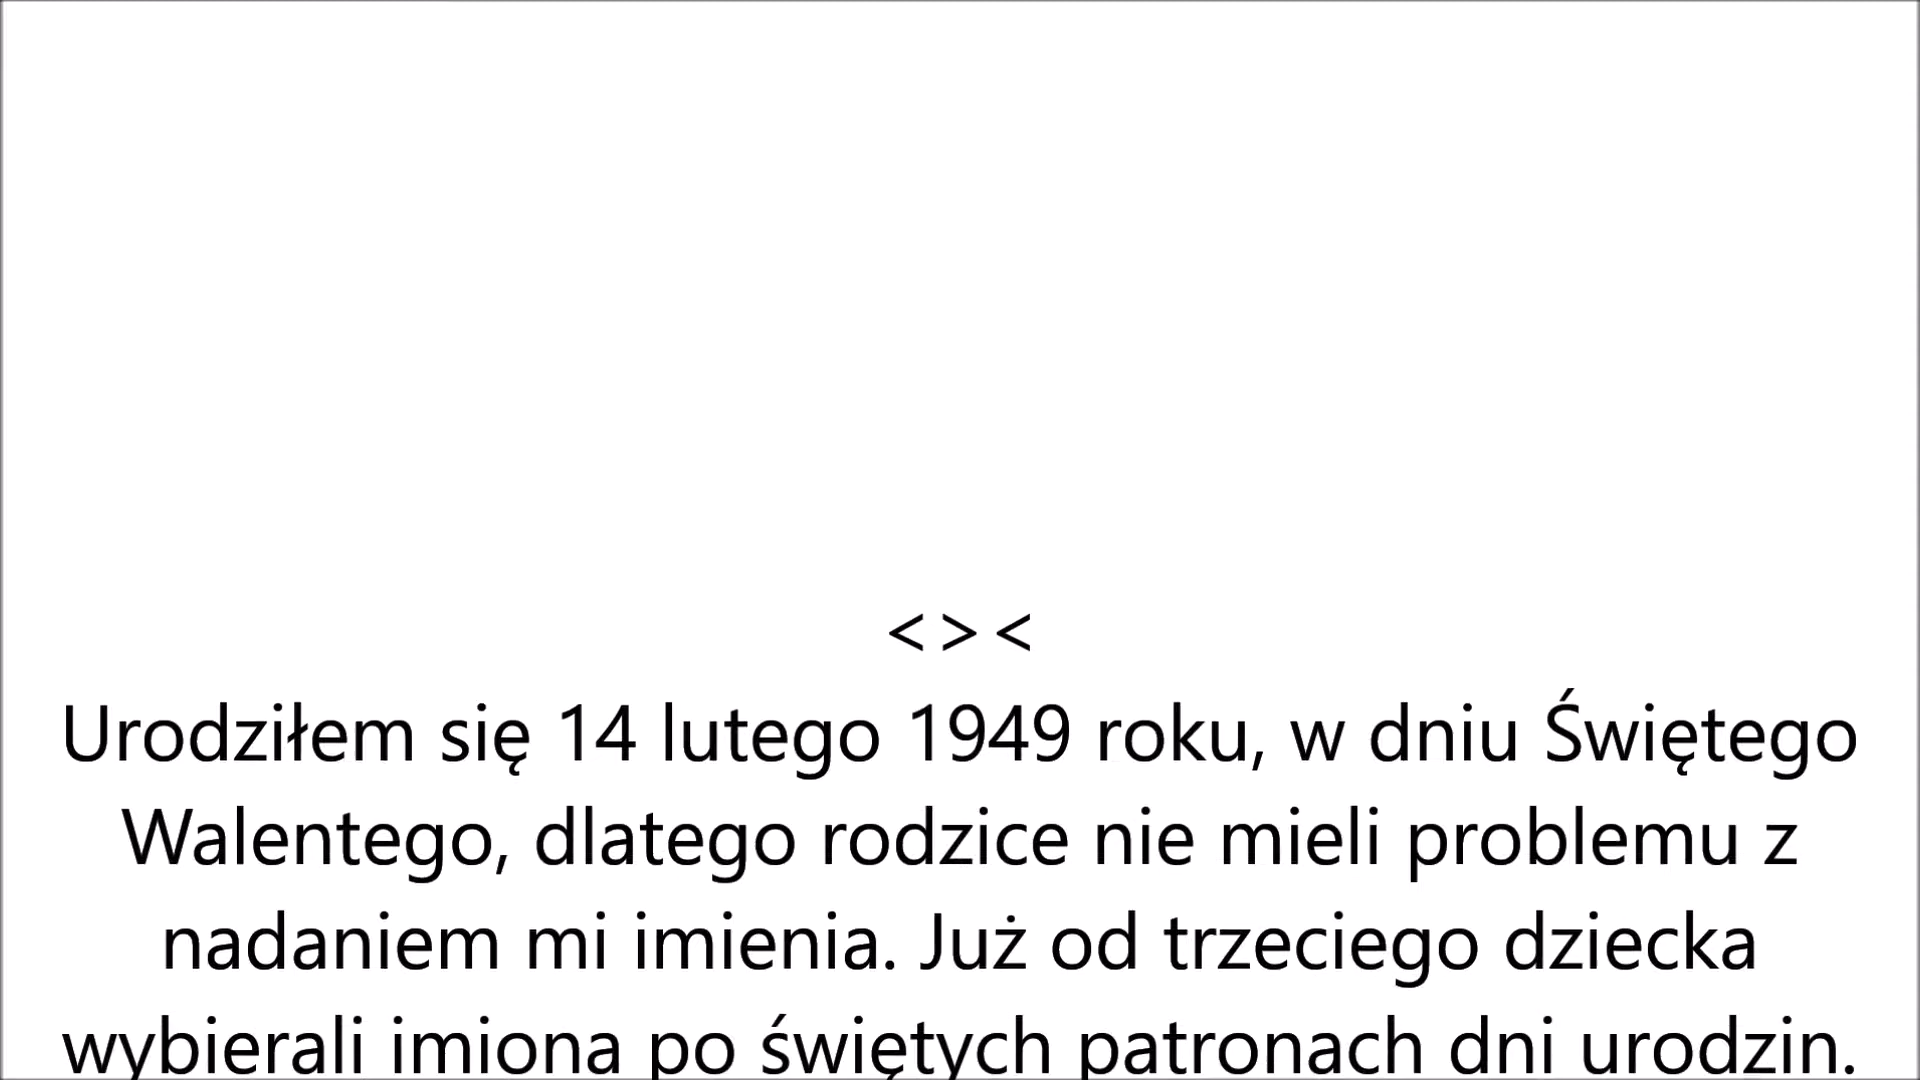 < > <
Urodziłem się 14 lutego 1949 roku, w dniu Świętego
Walentego, dlatego rodzice nie mieli problemu z
nadaniem mi imienia. Już od trzeciego dziecka
wybierali imiona po świętych patronach dni urodzin.